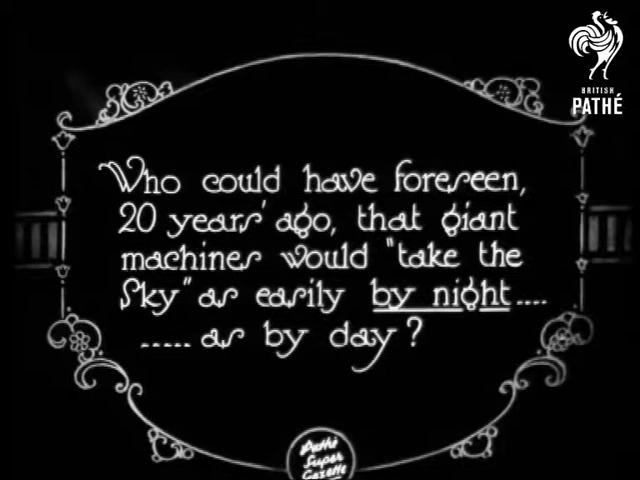 BRITISH
PATHÉ
Who could have foreseen,
20 years' ago, that giant
machines would "take the
Sky" as easily by night....
..... as by day?
Pathé
Super
Gazette